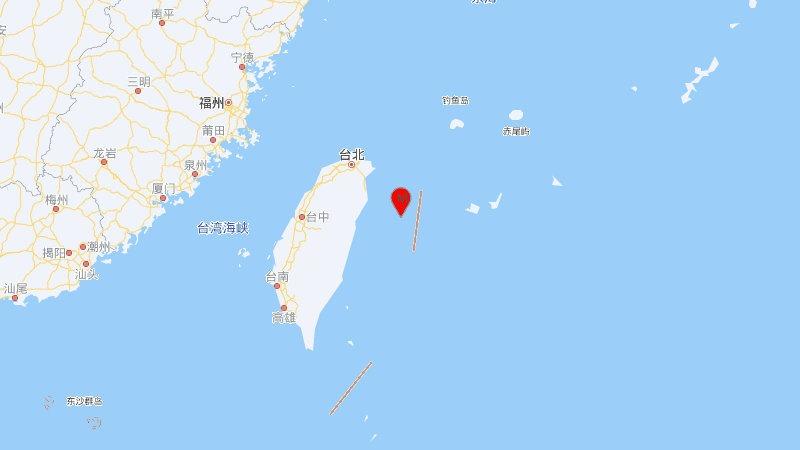 南平
宁德
三明
福州
莆田
龙岩
泉州
厦门
梅州
潮州
揭阳
汕头
汕尾
台湾海峡
台北
台中
台南
高雄
钓鱼岛
赤尾屿
东沙群岛